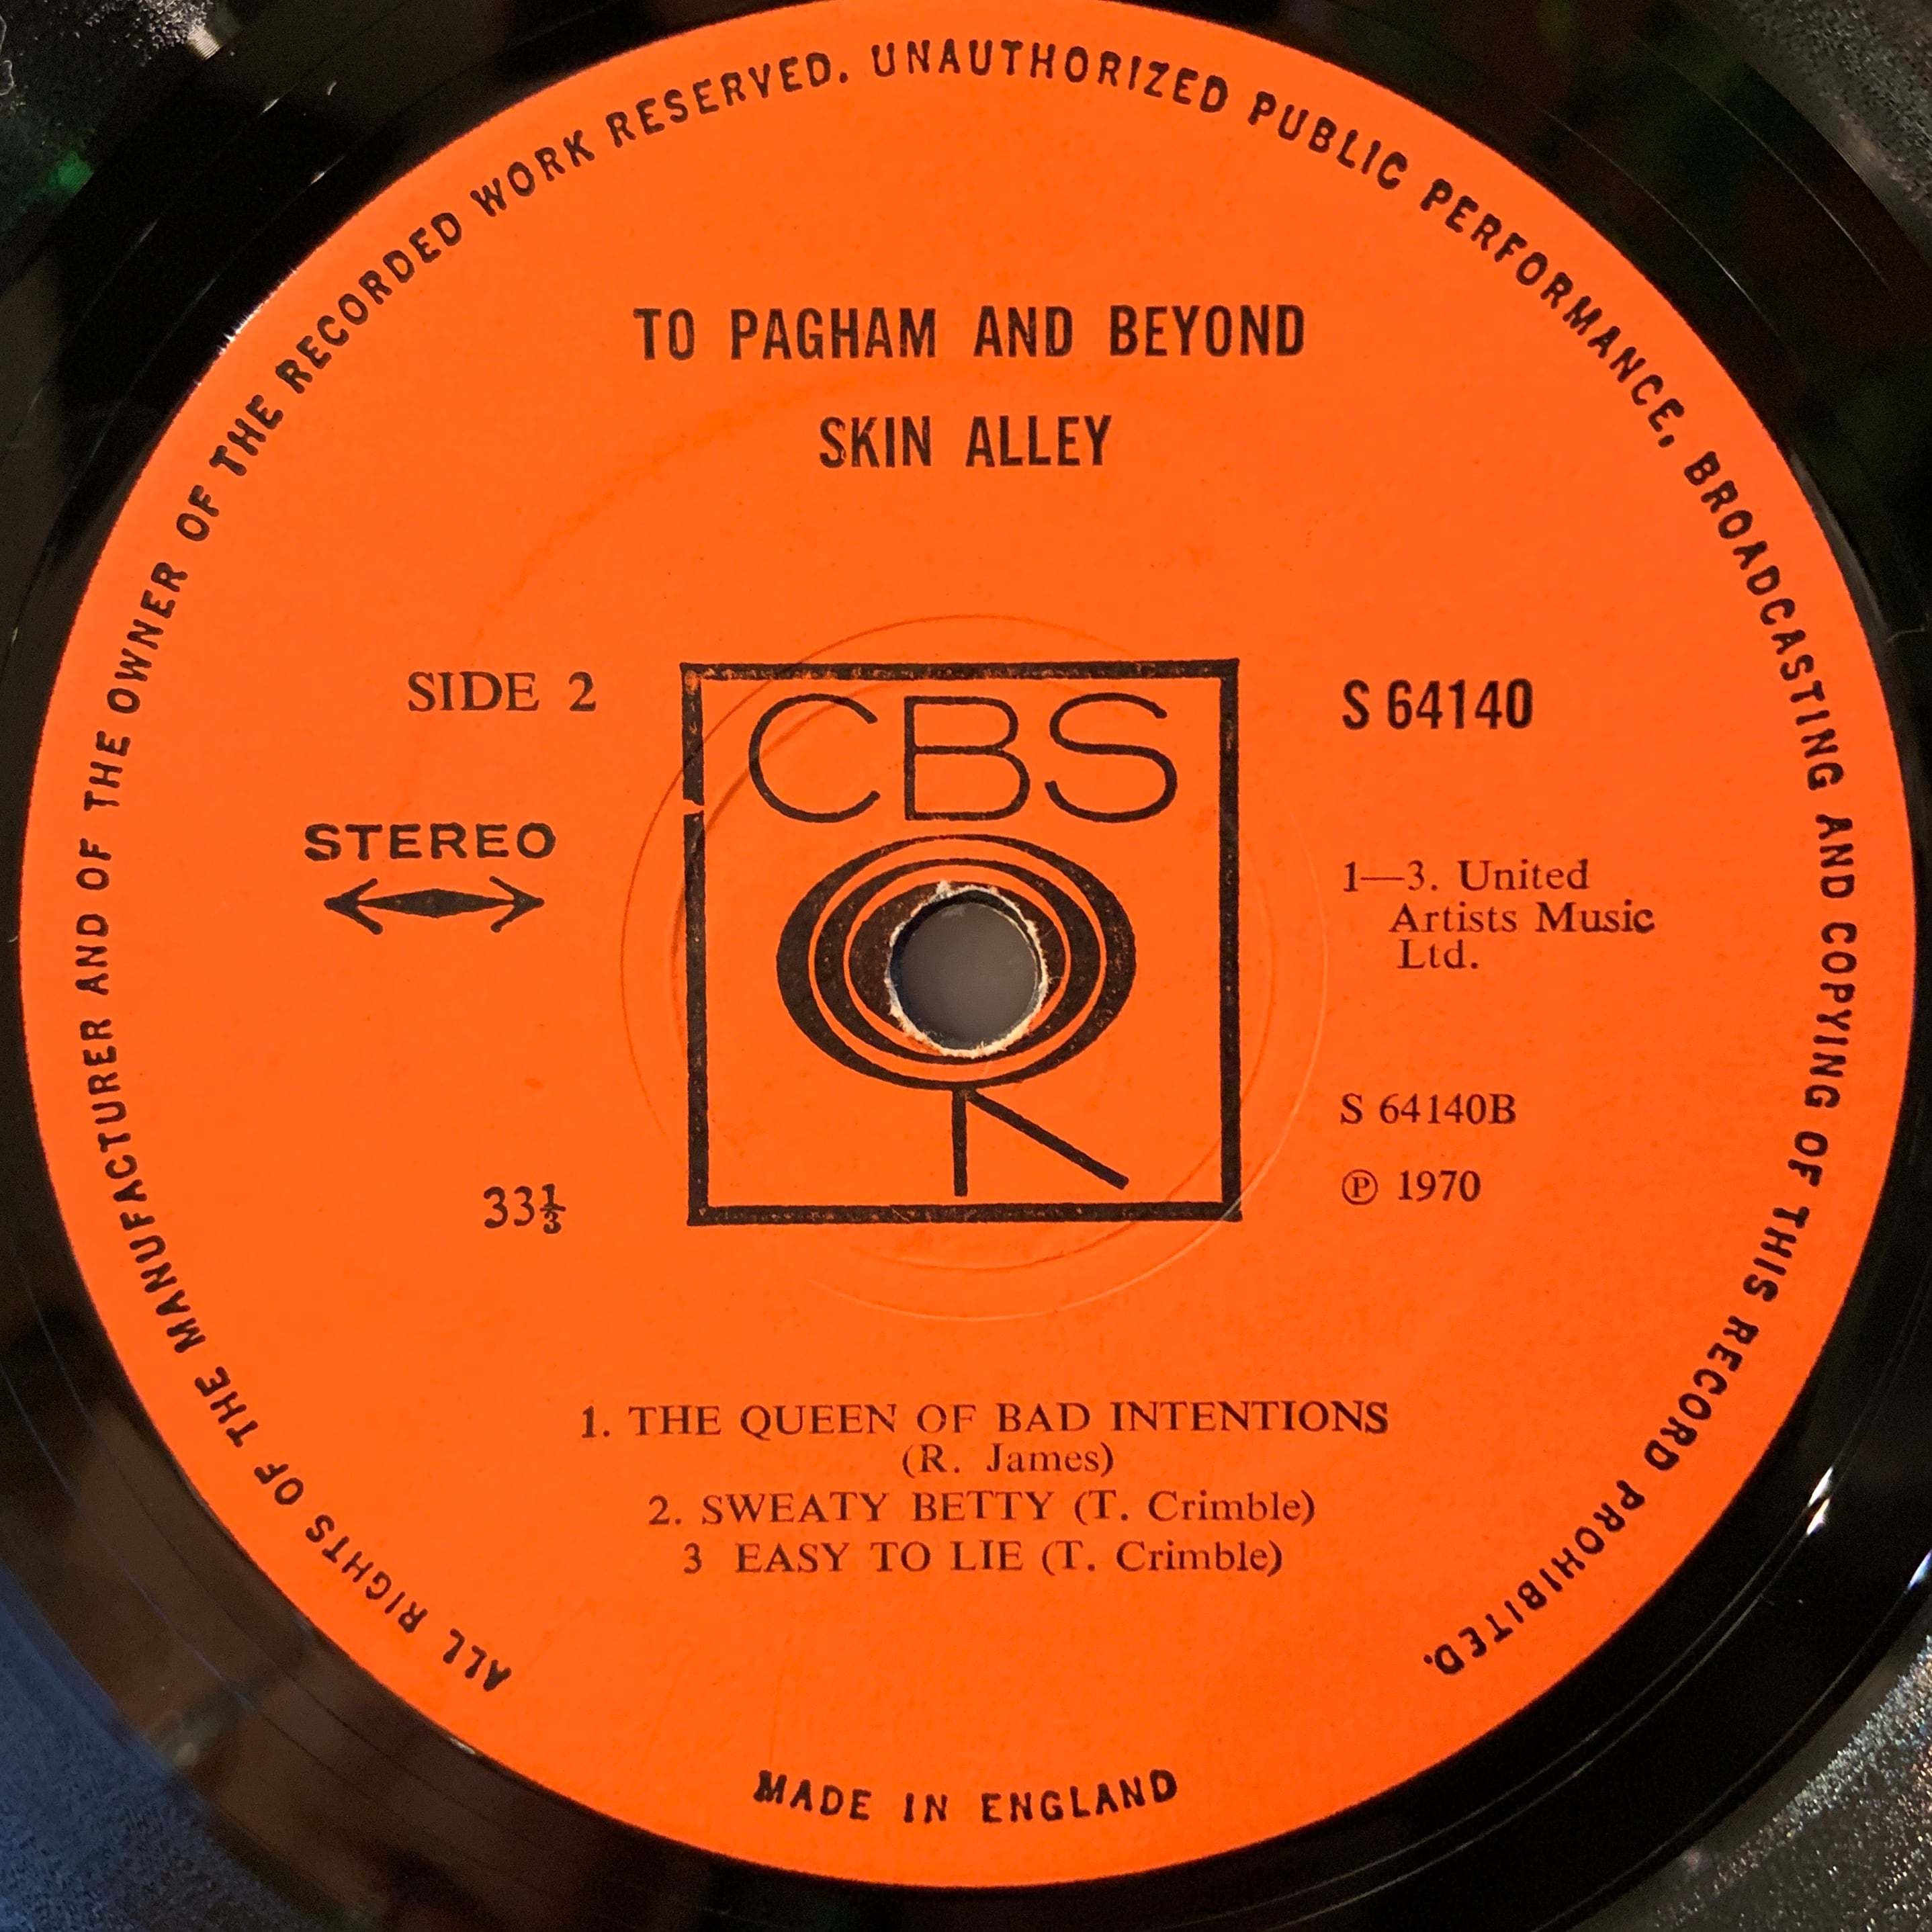 ALL RIGHTS OF THE MANUFACTURER AND OF THE OWNER OF THE RECORDED WORK RESERVED. UNAUTHORIZED PUBLIC PERFORMANCE, BROADCASTING AND COPYING OF THIS RECORD PROHIBITED.
TO PAGHAM AND BEYOND
SKIN ALLEY
SIDE 2
CBS
S 64140
STEREO
1—3. United
Artists Music
Ltd.
S 64140B
33⅓
℗ 1970
1. THE QUEEN OF BAD INTENTIONS
(R. James)
2. SWEATY BETTY (T. Crimble)
3 EASY TO LIE (T. Crimble)
MADE IN ENGLAND